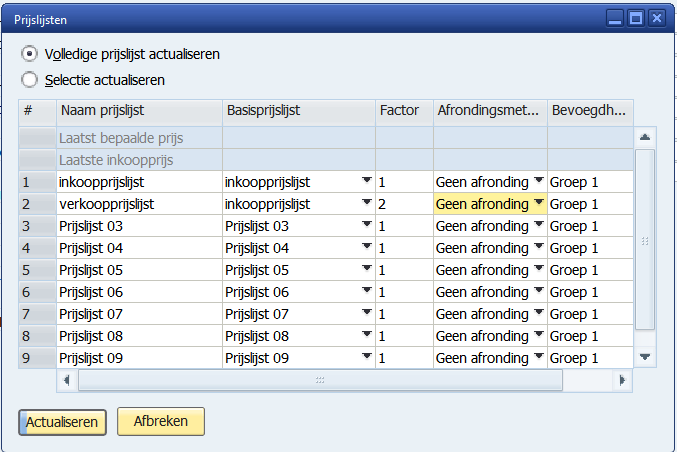 Prijslijsten
Volledige prijslijst actualiseren
Selectie actualiseren
# Naam prijslijst Basisprijslijst Factor Afrondingsmet... Bevoegdh...
Laatst bepaalde prijs
Laatste inkoopprijs
1 inkoopprijslijst inkoopprijslijst 1 Geen afronding Groep 1
2 verkoopprijslijst inkoopprijslijst 2 Geen afronding Groep 1
3 Prijslijst 03 Prijslijst 03 1 Geen afronding Groep 1
4 Prijslijst 04 Prijslijst 04 1 Geen afronding Groep 1
5 Prijslijst 05 Prijslijst 05 1 Geen afronding Groep 1
6 Prijslijst 06 Prijslijst 06 1 Geen afronding Groep 1
7 Prijslijst 07 Prijslijst 07 1 Geen afronding Groep 1
8 Prijslijst 08 Prijslijst 08 1 Geen afronding Groep 1
9 Prijslijst 09 Prijslijst 09 1 Geen afronding Groep 1
Actualiseren Afbreken